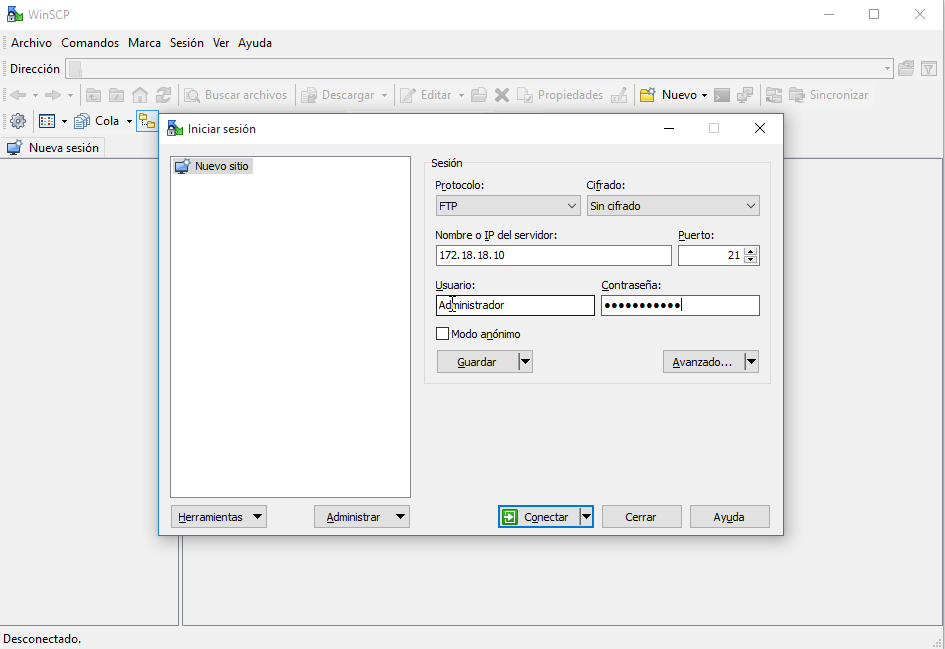 WinSCP
Archivo Comandos Marca Sesión Ver Ayuda
Dirección
Buscar archivos Descargar Editar Propiedades Nuevo Sincronizar
Cola
Nueva sesión
Iniciar sesión
Nuevo sitio
Sesión
Protocolo: Cifrado:
FTP Sin cifrado
Nombre o IP del servidor: Puerto:
172.18.18.10 21
Usuario: Contraseña:
Administrador ●●●●●●●●●●●
Modo anónimo
Guardar Avanzado...
Herramientas Administrar Conectar Cerrar Ayuda
Desconectado.